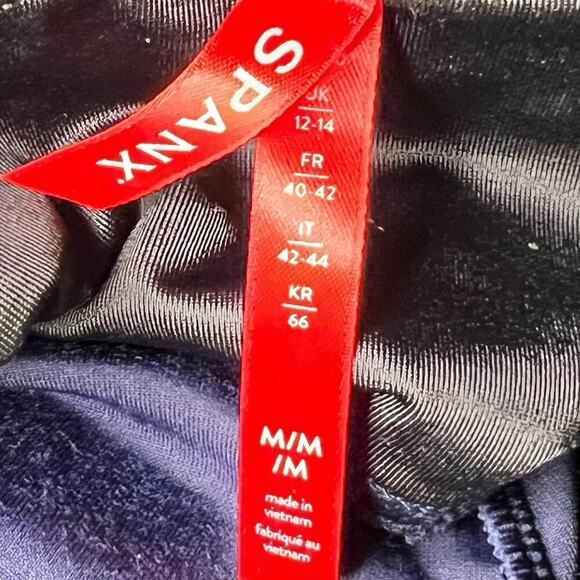 SPANX
UK
12-14
FR
40-42
IT
42-44
KR
66
M/M
/M
made in
vietnam
fabriqué au
vietnam